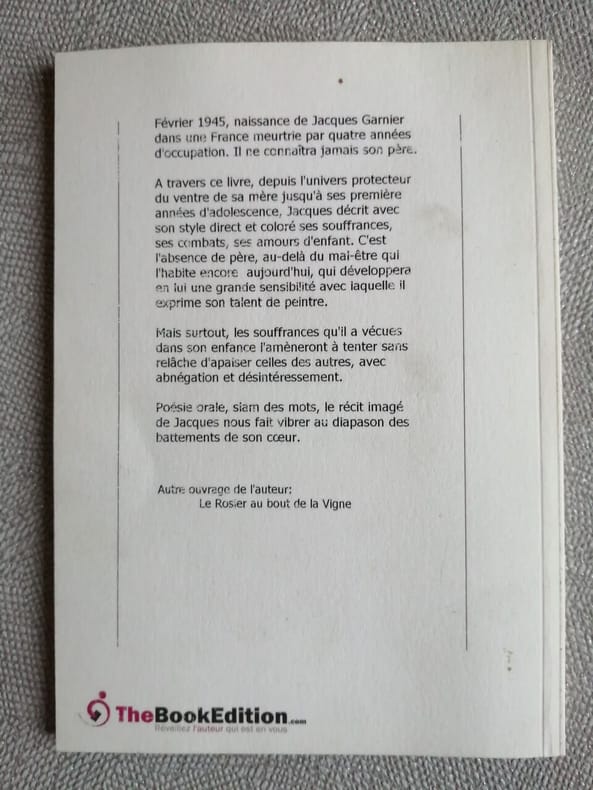 Février 1945, naissance de Jacques Garnier
dans une France meurtrie par quatre années
d'occupation. Il ne connaîtra jamais son père.
A travers ce livre, depuis l'univers protecteur
du ventre de sa mère jusqu'à ses première
années d'adolescence, Jacques décrit avec
son style direct et coloré ses souffrances,
ses combats, ses amours d'enfant. C'est
l'absence de père, au-delà du mal-être qui
l'habite encore aujourd'hui, qui développera
en lui une grande sensibilité avec laquelle il
exprime son talent de peintre.
Mais surtout, les souffrances qu'il a vécues
dans son enfance l'amèneront à tenter sans
relâche d'apaiser celles des autres, avec
abnégation et désintéressement.
Poésie orale, slam des mots, le récit imagé
de Jacques nous fait vibrer au diapason des
battements de son cœur.
Autre ouvrage de l'auteur:
Le Rosier au bout de la Vigne
TheBookEdition.com
Réveillez l'auteur qui est en vous